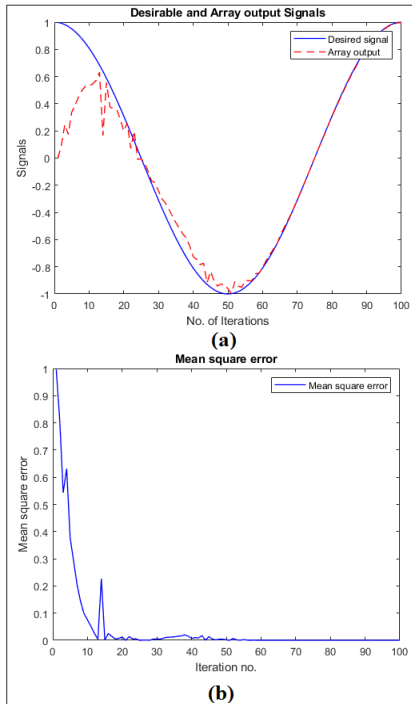 Desirable and Array output Signals
1
0.8
0.6
0.4
0.2
0
-0.2
-0.4
-0.6
-0.8
-1
Signals
Desired signal
Array output
0 10 20 30 40 50 60 70 80 90 100
No. of Iterations
(a)
Mean square error
1
0.9
0.8
0.7
0.6
0.5
0.4
0.3
0.2
0.1
0
Mean square error
Mean square error
0 10 20 30 40 50 60 70 80 90 100
Iteration no.
(b)